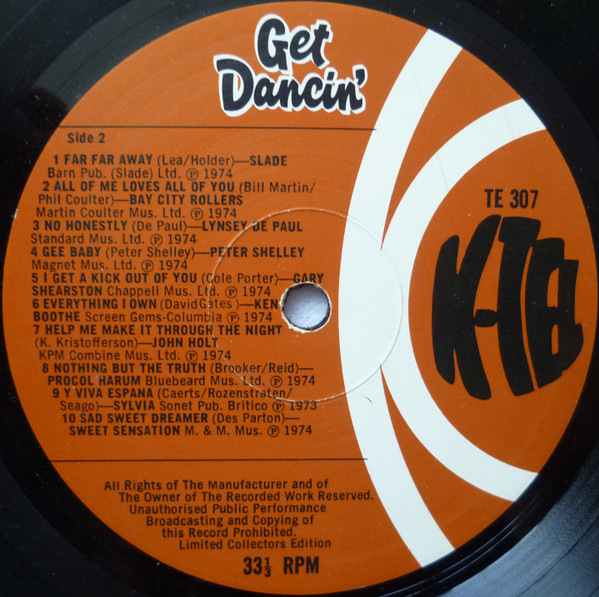 Get
Dancin'
Side 2
1 FAR FAR AWAY (Lea/Holder)—SLADE
Barn Pub. (Slade) Ltd. Ⓟ 1974
2 ALL OF ME LOVES ALL OF YOU (Bill Martin/
Phil Coulter)—BAY CITY ROLLERS
Martin Coulter Mus. Ltd. Ⓟ 1974
3 NO HONESTLY (De Paul)—LYNSEY DE PAUL
Standard Mus. Ltd. Ⓟ 1974
4 GEE BABY (Peter Shelley)—PETER SHELLEY
Magnet Mus. Ltd. Ⓟ 1974
5 I GET A KICK OUT OF YOU (Cole Porter)—GARY
SHEARSTON Chappell Mus. Ltd. Ⓟ 1974
6 EVERYTHING I OWN (David Gates)—KEN
BOOTHE Screen Gems-Columbia Ⓟ 1974
7 HELP ME MAKE IT THROUGH THE NIGHT
(K. Kristofferson)—JOHN HOLT
KPM Combine Mus. Ltd. Ⓟ 1974
8 NOTHING BUT THE TRUTH (Brooker/Reid)—
PROCOL HARUM Bluebeard Mus. Ltd. Ⓟ 1974
9 Y VIVA ESPANA (Caerts/Rozenstraten/
Seago)—SYLVIA Sonet Pub. Britico Ⓟ 1973
10 SAD SWEET DREAMER (Des Parton)—
SWEET SENSATION M. & M. Mus. Ⓟ 1974
TE 307
K-TEL
All Rights of The Manufacturer and of
The Owner of The Recorded Work Reserved.
Unauthorised Public Performance
Broadcasting and Copying of
this Record Prohibited.
Limited Collectors Edition
33⅓ RPM